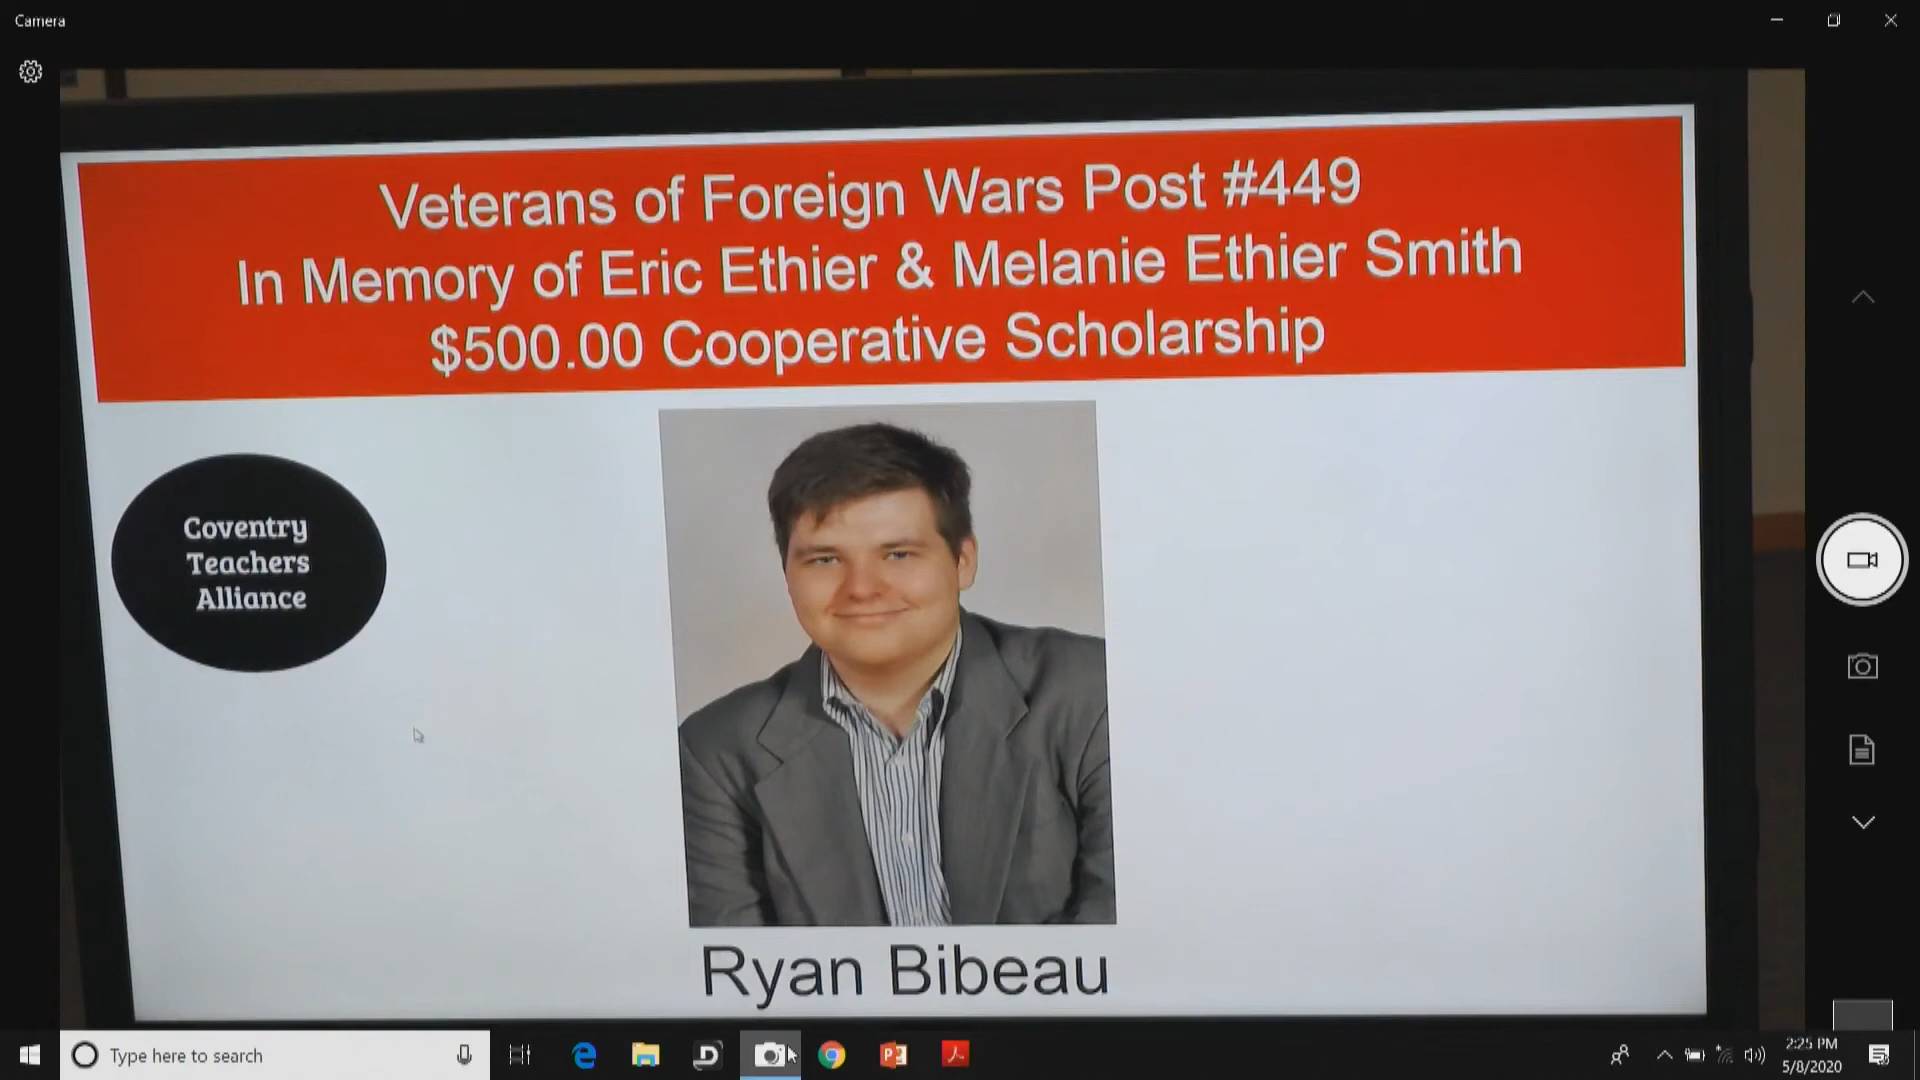 Camera
Veterans of Foreign Wars Post #449
In Memory of Eric Ethier & Melanie Ethier Smith
$500.00 Cooperative Scholarship
Coventry
Teachers
Alliance
Ryan Bibeau
Type here to search
2:25 PM
5/8/2020